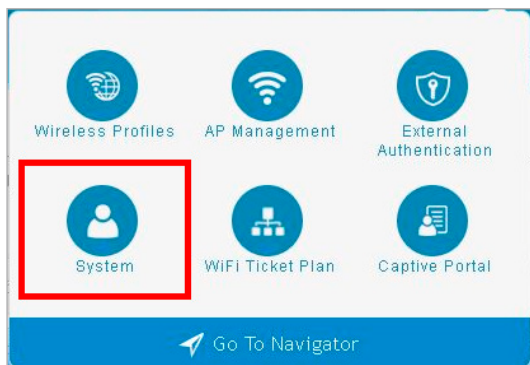 Wireless Profiles
AP Management
External
Authentication
System
WiFi Ticket Plan
Captive Portal
Go To Navigator